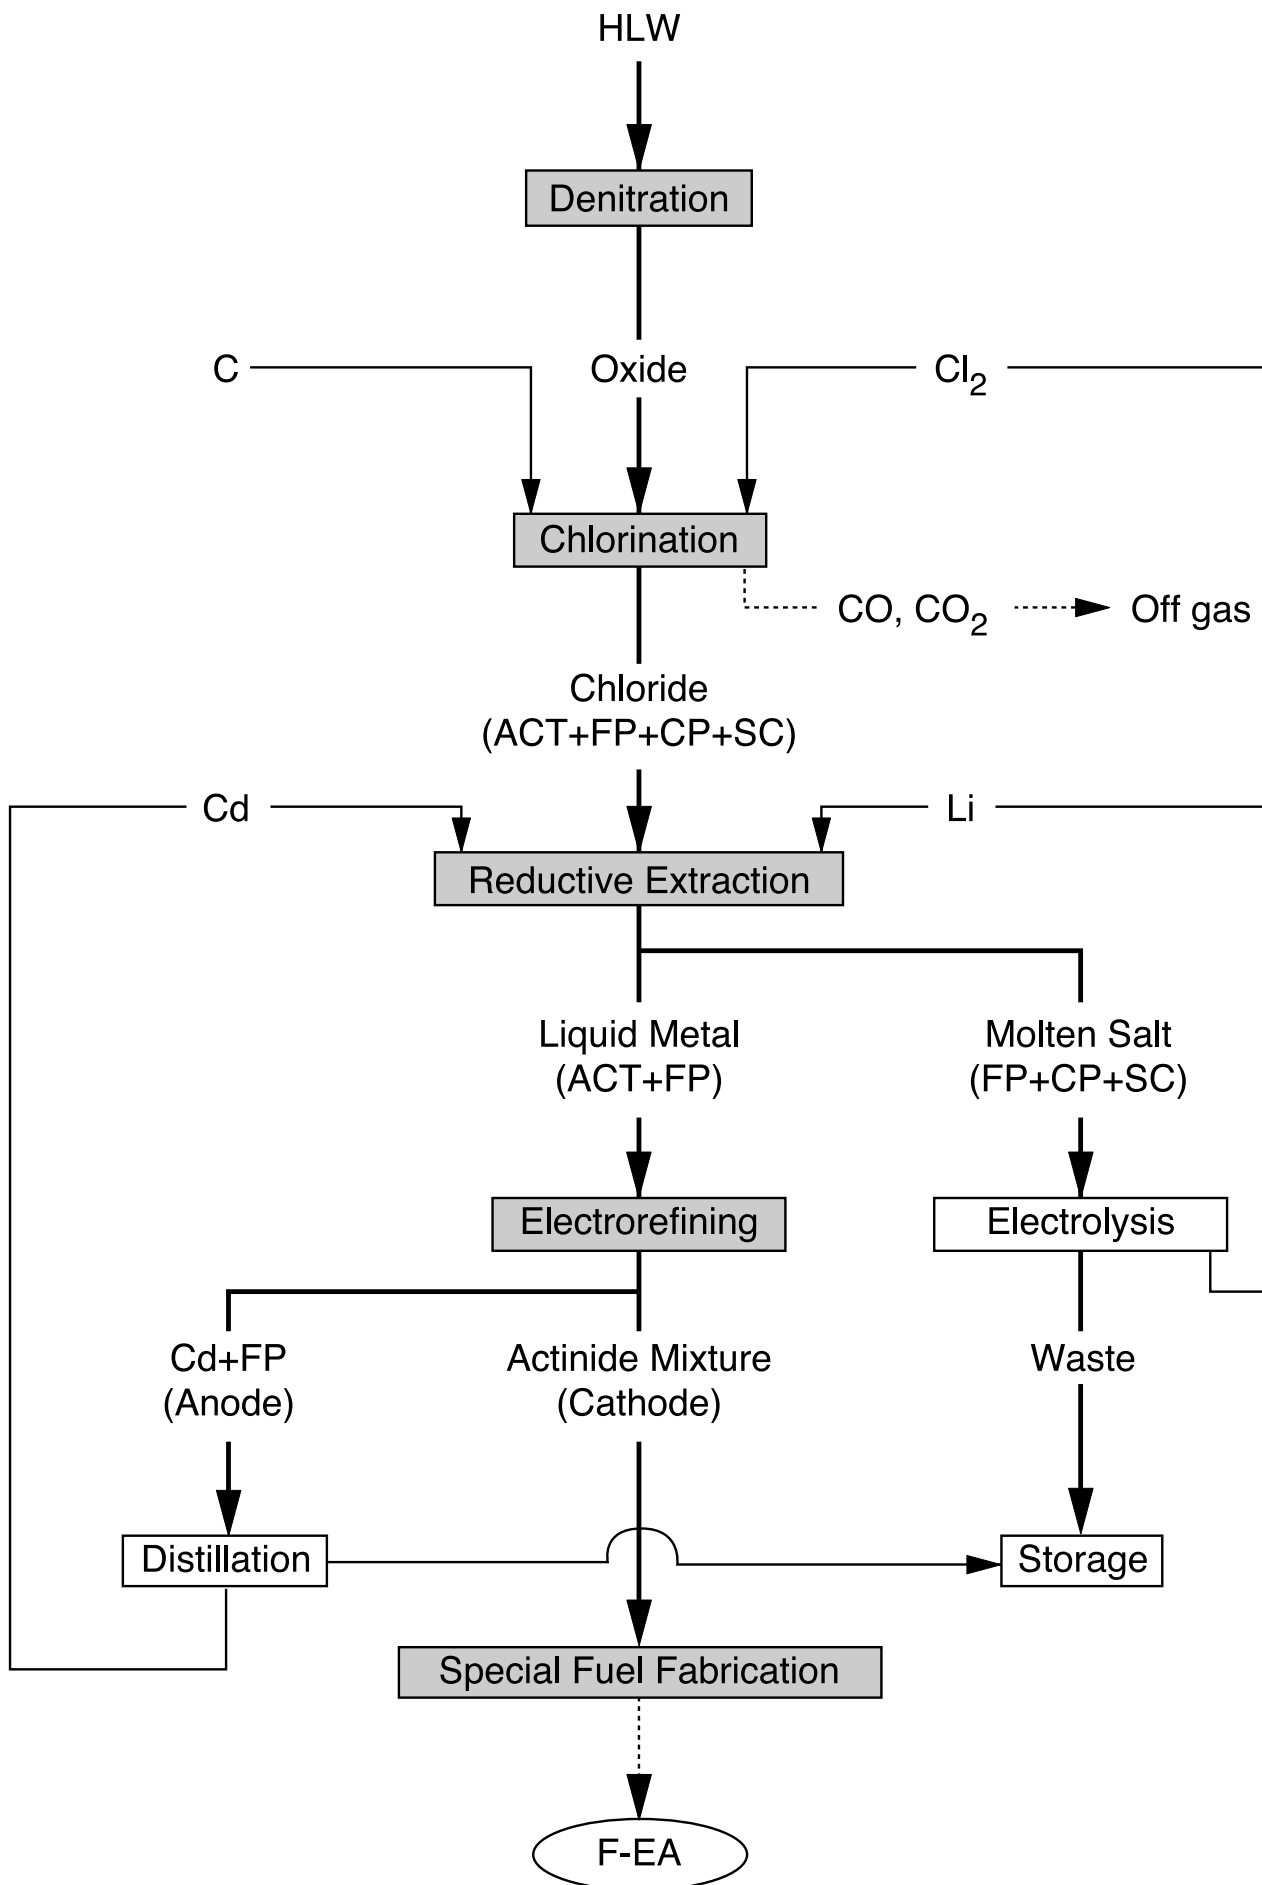 HLW
Denitration
C
Oxide
Cl2
Chlorination
CO, CO2
Off gas
Chloride
(ACT+FP+CP+SC)
Cd
Li
Reductive Extraction
Liquid Metal
(ACT+FP)
Molten Salt
(FP+CP+SC)
Electrorefining
Electrolysis
Cd+FP
(Anode)
Actinide Mixture
(Cathode)
Waste
Distillation
Storage
Special Fuel Fabrication
F-EA